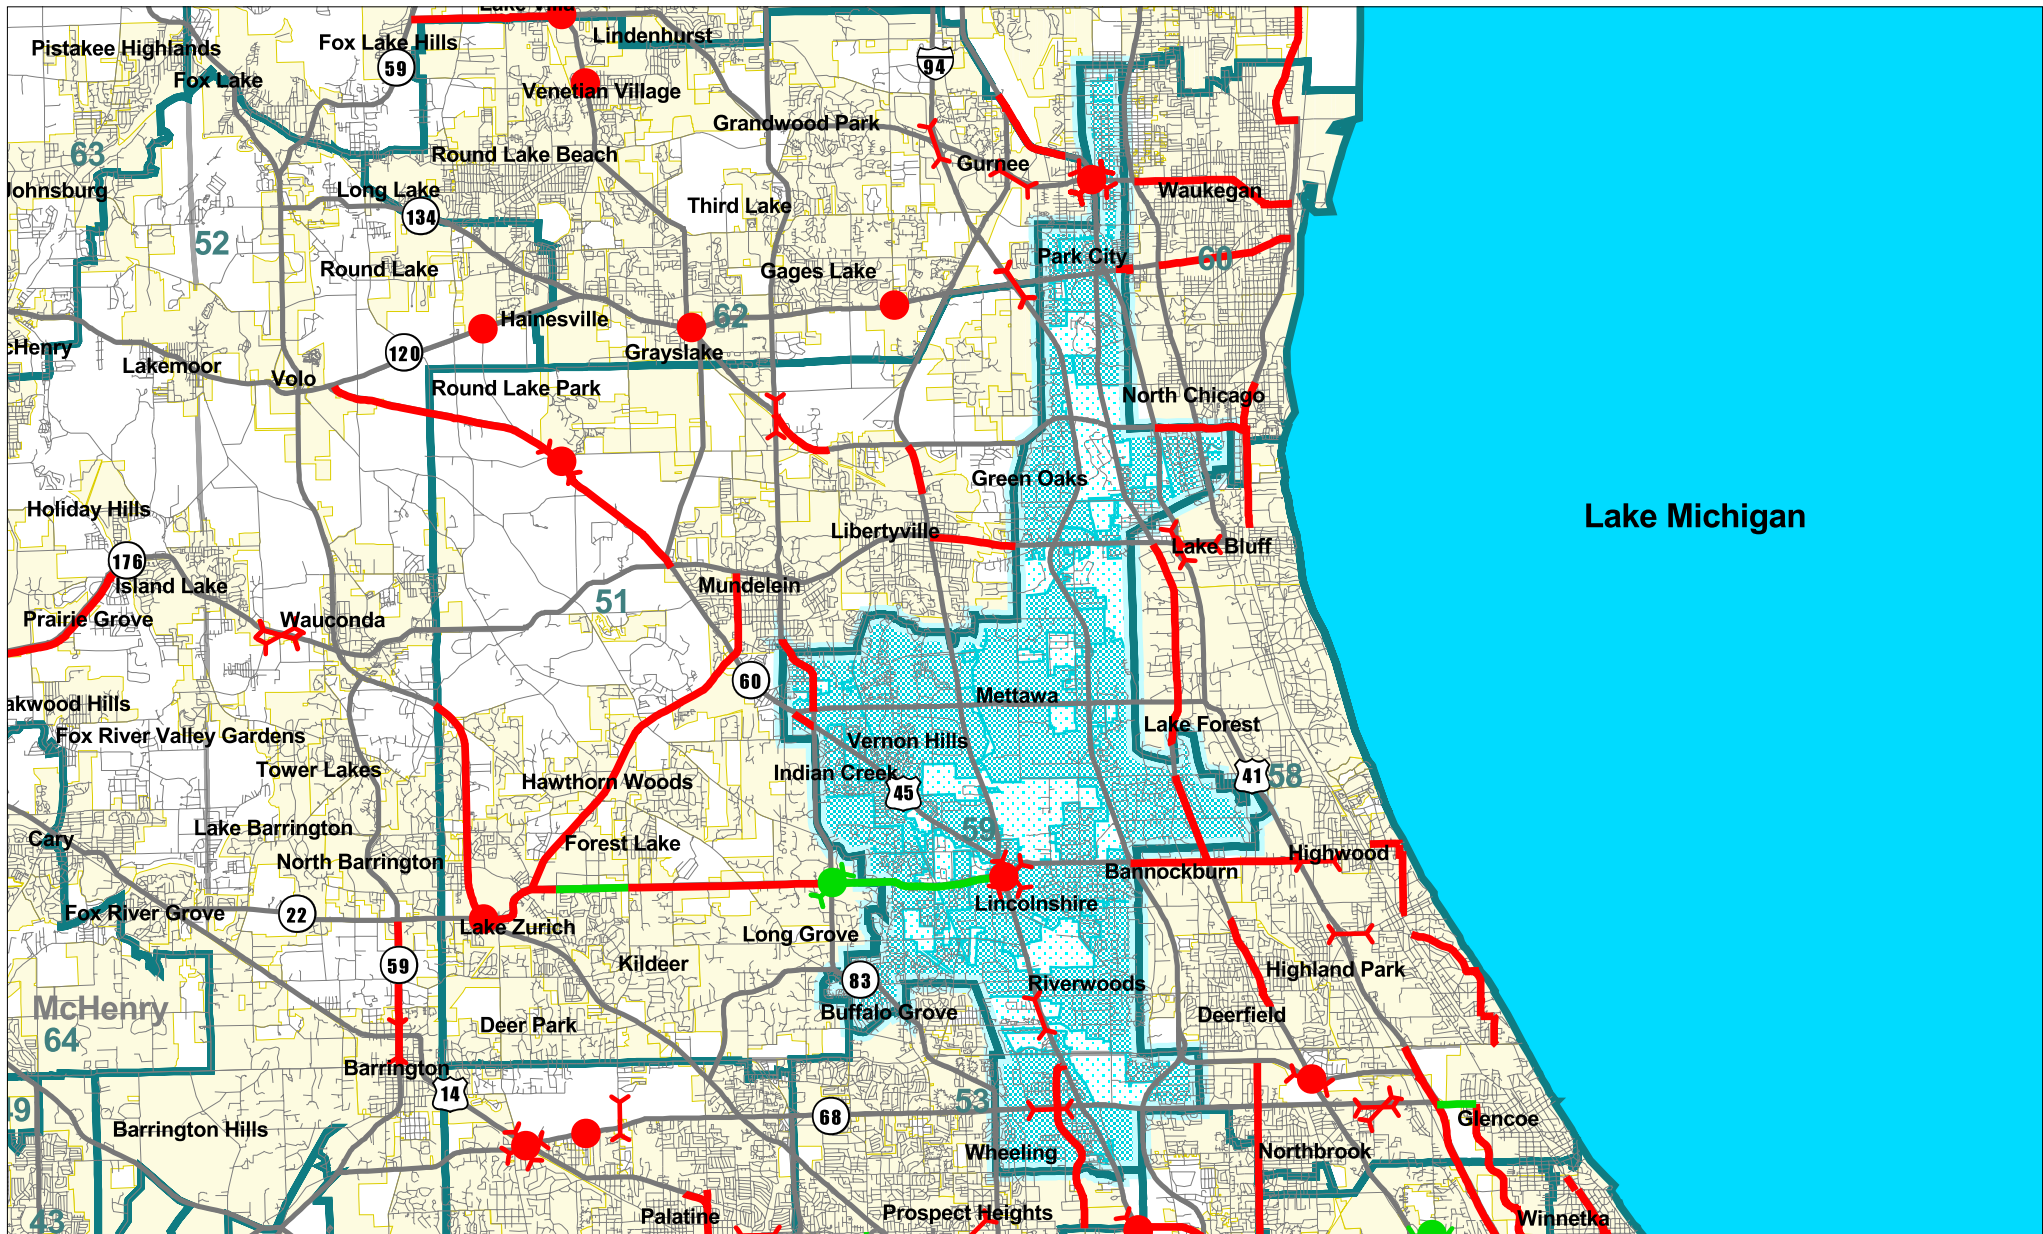 Lake Villa
Lindenhurst
Fox Lake Hills
Pistakee Highlands
59
94
Fox Lake
Venetian Village
Grandwood Park
63
Round Lake Beach
Gurnee
Johnsburg
Long Lake
Waukegan
134
Third Lake
52
Park City
60
Round Lake
Gages Lake
62
Hainesville
cHenry
120
Grayslake
Lakemoor
Volo
Round Lake Park
North Chicago
Green Oaks
Holiday Hills
Lake Michigan
Libertyville
Lake Bluff
176
Island Lake
Mundelein
51
Prairie Grove
Wauconda
60
Mettawa
akwood Hills
Lake Forest
Fox River Valley Gardens
Vernon Hills
Tower Lakes
Indian Creek
41
58
Hawthorn Woods
45
Lake Barrington
59
Cary
Forest Lake
Highwood
North Barrington
Bannockburn
Lincolnshire
Fox River Grove
22
Lake Zurich
Long Grove
59
Kildeer
Highland Park
83
Riverwoods
McHenry
Buffalo Grove
Deerfield
64
Deer Park
Barrington
14
53
49
68
Glencoe
Barrington Hills
Wheeling
Northbrook
43
Palatine
Prospect Heights
Winnetka